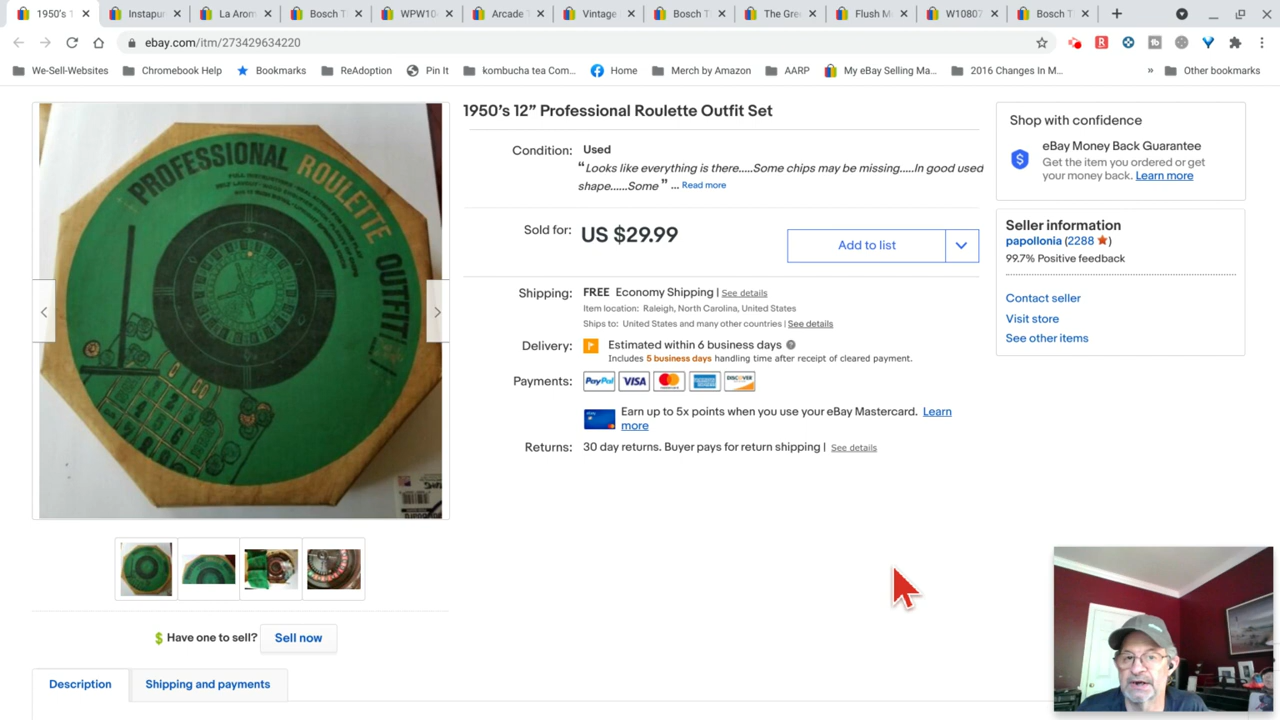 1950's 1
Instapur
La Arom
Bosch T
WPW10
Arcade T
Vintage
Bosch T
The Gre
Flush M
W10807
Bosch T
ebay.com/itm/273429634220
We-Sell-Websites
Chromebook Help
Bookmarks
ReAdoption
Pin It
kombucha tea Com...
Home
Merch by Amazon
AARP
My eBay Selling Ma...
2016 Changes In M...
»
Other bookmarks
PROFESSIONAL ROULETTE OUTFIT
1950's 12” Professional Roulette Outfit Set
Condition: Used
“Looks like everything is there.....Some chips may be missing.....In good used
shape......Some ” ... Read more
Sold for: US $29.99
Add to list
Shipping: FREE Economy Shipping | See details
Item location: Raleigh, North Carolina, United States
Ships to: United States and many other countries | See details
Delivery: Estimated within 6 business days
Includes 5 business days handling time after receipt of cleared payment.
Payments: PayPal VISA MasterCard DISCOVER
Earn up to 5x points when you use your eBay Mastercard. Learn
more
Returns: 30 day returns. Buyer pays for return shipping | See details
Shop with confidence
eBay Money Back Guarantee
Get the item you ordered or get
your money back. Learn more
Seller information
papollonia (2288)
99.7% Positive feedback
Contact seller
Visit store
See other items
$ Have one to sell? Sell now
Description
Shipping and payments